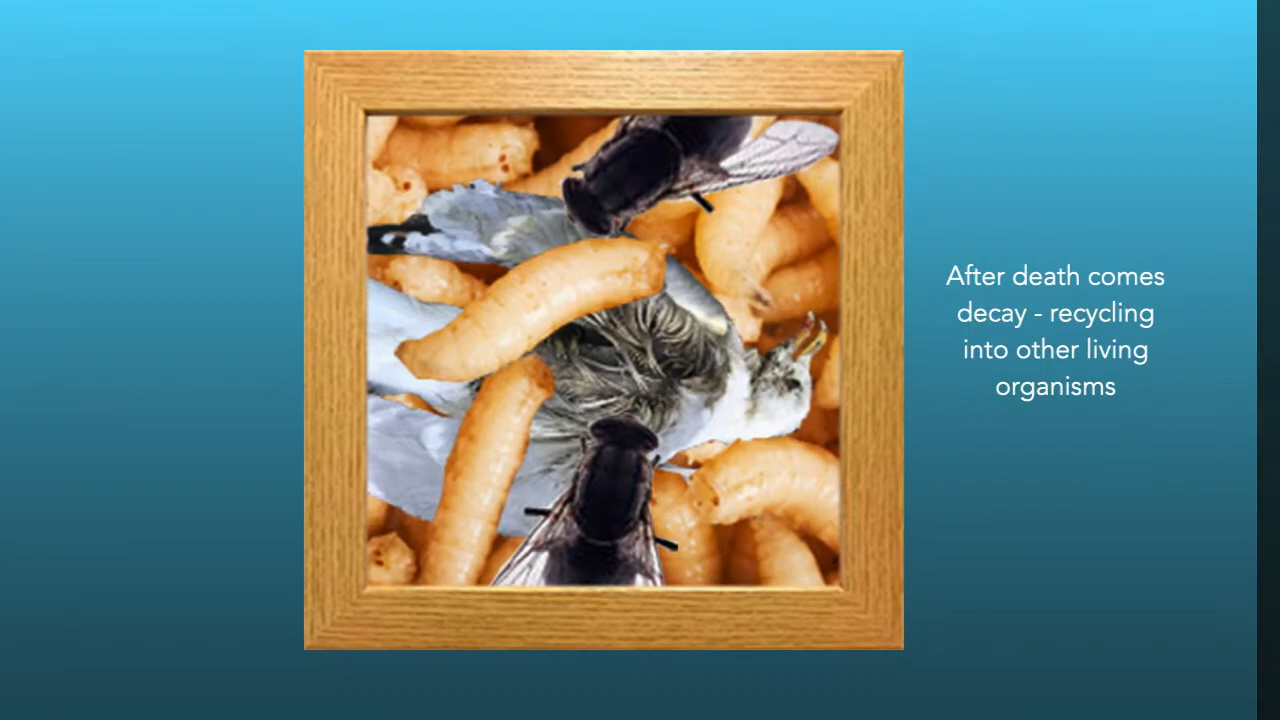 After death comes
decay - recycling
into other living
organisms